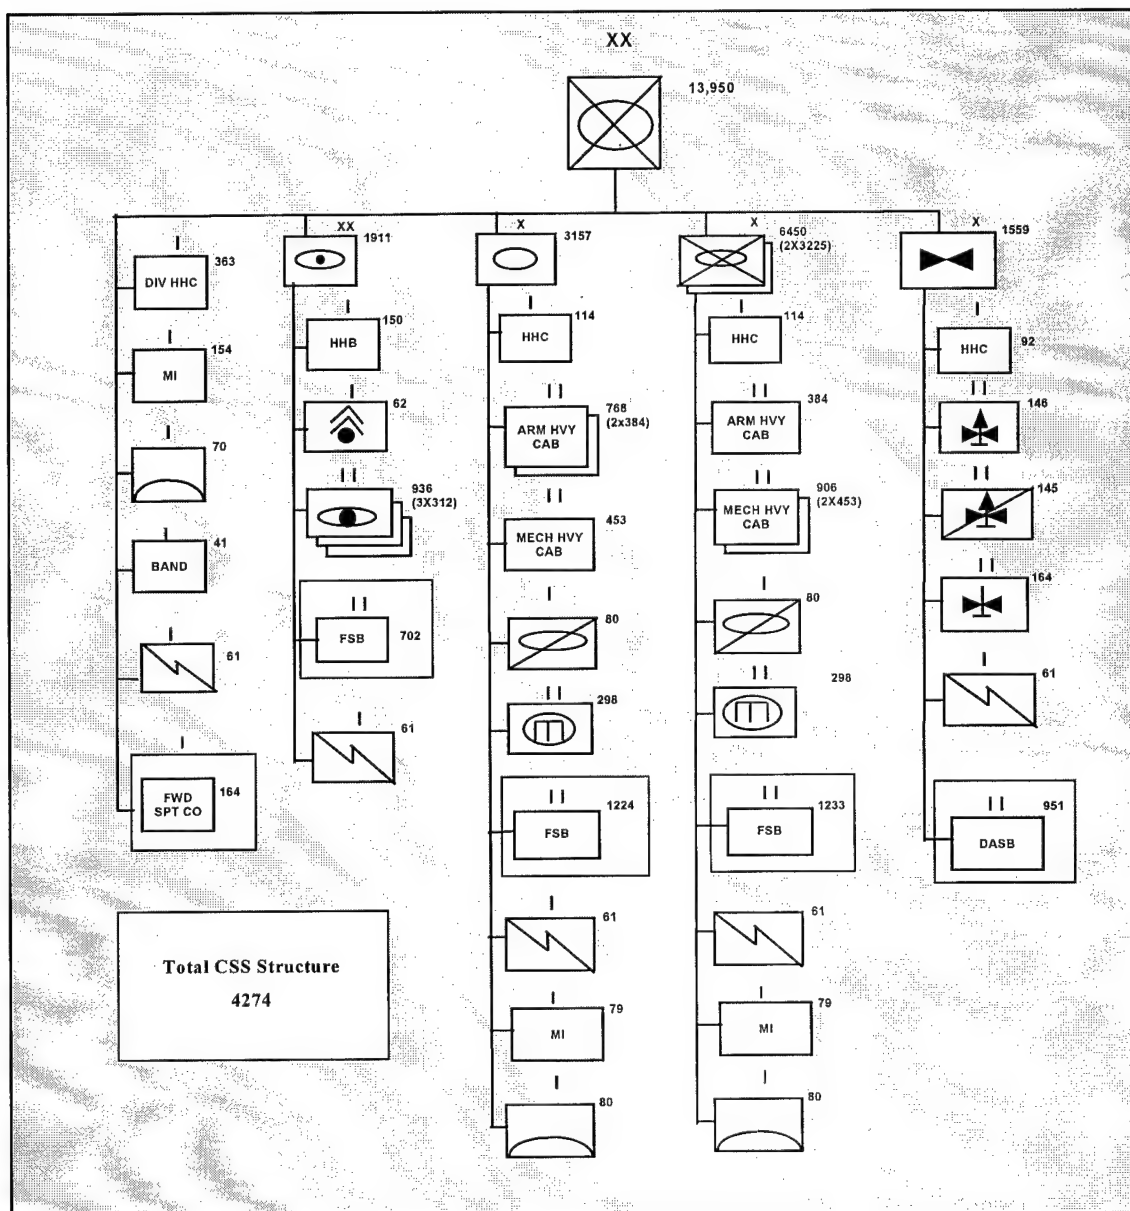 XX
13,950
I
363
DIV HHC
I
154
MI
I
70
I
41
BAND
I
61
I
FWD
SPT CO
164
XX
1911
I
150
HHB
I
62
II
936
(3X312)
II
FSB
702
I
61
X
3157
I
114
HHC
II
768
(2x384)
ARM HVY
CAB
II
453
MECH HVY
CAB
I
80
II
298
II
1224
FSB
I
61
I
79
MI
I
80
X
6450
(2X3225)
I
114
HHC
II
384
ARM HVY
CAB
II
906
(2X453)
MECH HVY
CAB
I
80
II
298
II
1233
FSB
I
61
I
79
MI
I
80
X
1559
I
92
HHC
II
146
II
145
II
164
I
61
II
951
DASB
Total CSS Structure
4274